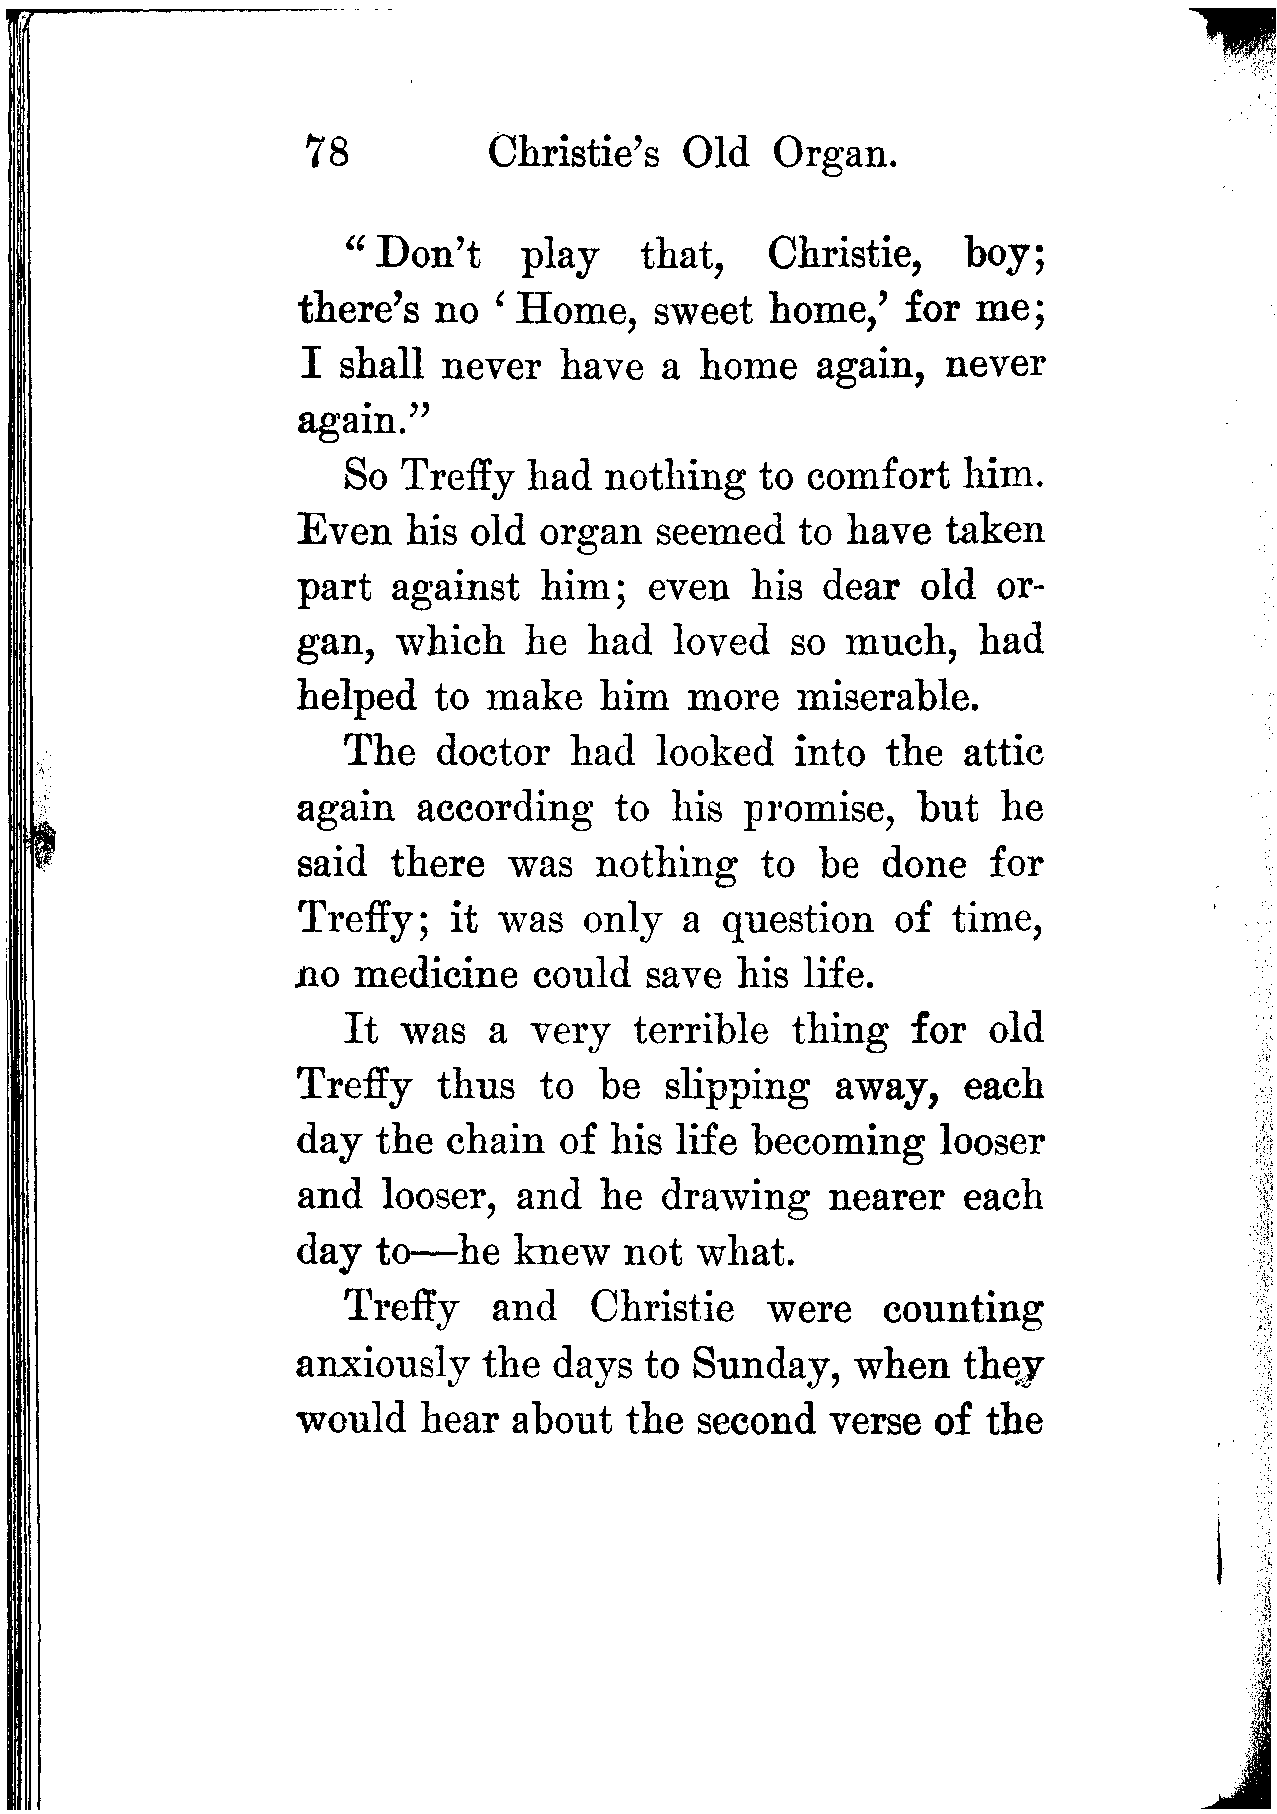 78 Christie's Old Organ.
“Don't play that, Christie, boy;
there's no ‘Home, sweet home,’ for me;
I shall never have a home again, never
again.”
So Treffy had nothing to comfort him.
Even his old organ seemed to have taken
part against him; even his dear old or-
gan, which he had loved so much, had
helped to make him more miserable.
The doctor had looked into the attic
again according to his promise, but he
said there was nothing to be done for
Treffy; it was only a question of time,
no medicine could save his life.
It was a very terrible thing for old
Treffy thus to be slipping away, each
day the chain of his life becoming looser
and looser, and he drawing nearer each
day to—he knew not what.
Treffy and Christie were counting
anxiously the days to Sunday, when they
would hear about the second verse of the